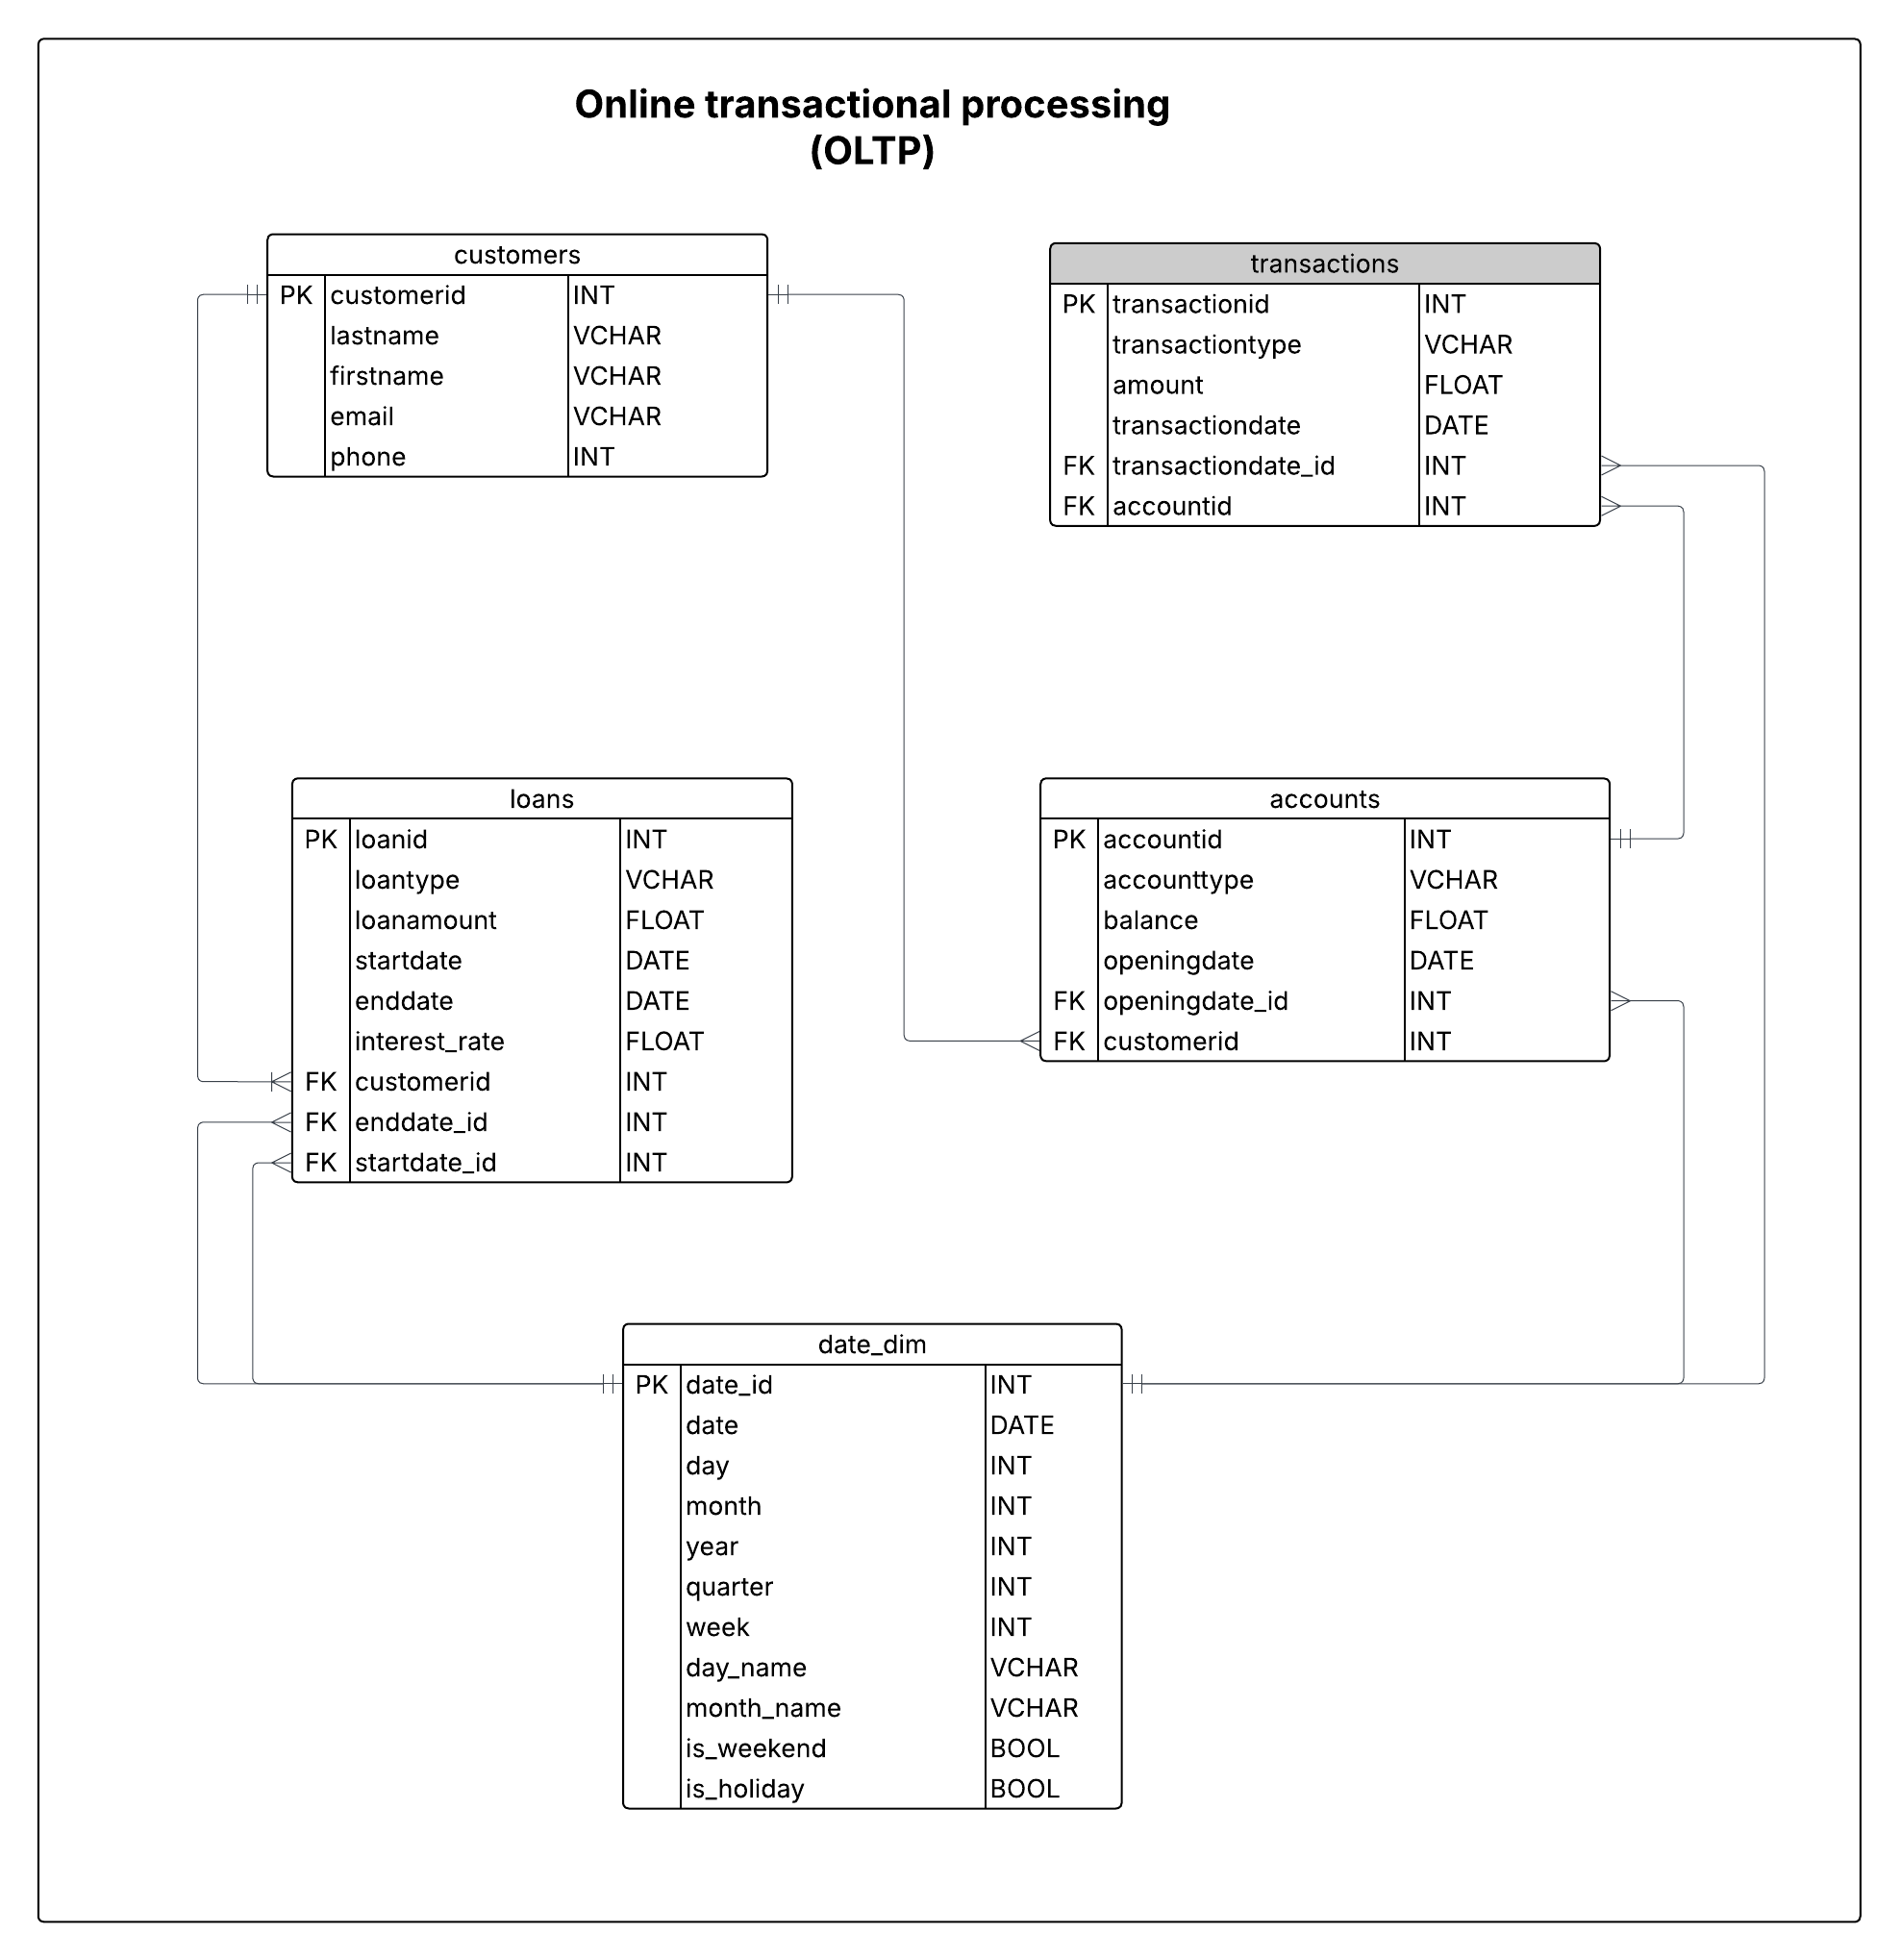 Online transactional processing
(OLTP)
customers
PK customerid INT
lastname VCHAR
firstname VCHAR
email VCHAR
phone INT
transactions
PK transactionid INT
transactiontype VCHAR
amount FLOAT
transactiondate DATE
FK transactiondate_id INT
FK accountid INT
loans
PK loanid INT
loantype VCHAR
loanamount FLOAT
startdate DATE
enddate DATE
interest_rate FLOAT
FK customerid INT
FK enddate_id INT
FK startdate_id INT
accounts
PK accountid INT
accounttype VCHAR
balance FLOAT
openingdate DATE
FK openingdate_id INT
FK customerid INT
date_dim
PK date_id INT
date DATE
day INT
month INT
year INT
quarter INT
week INT
day_name VCHAR
month_name VCHAR
is_weekend BOOL
is_holiday BOOL